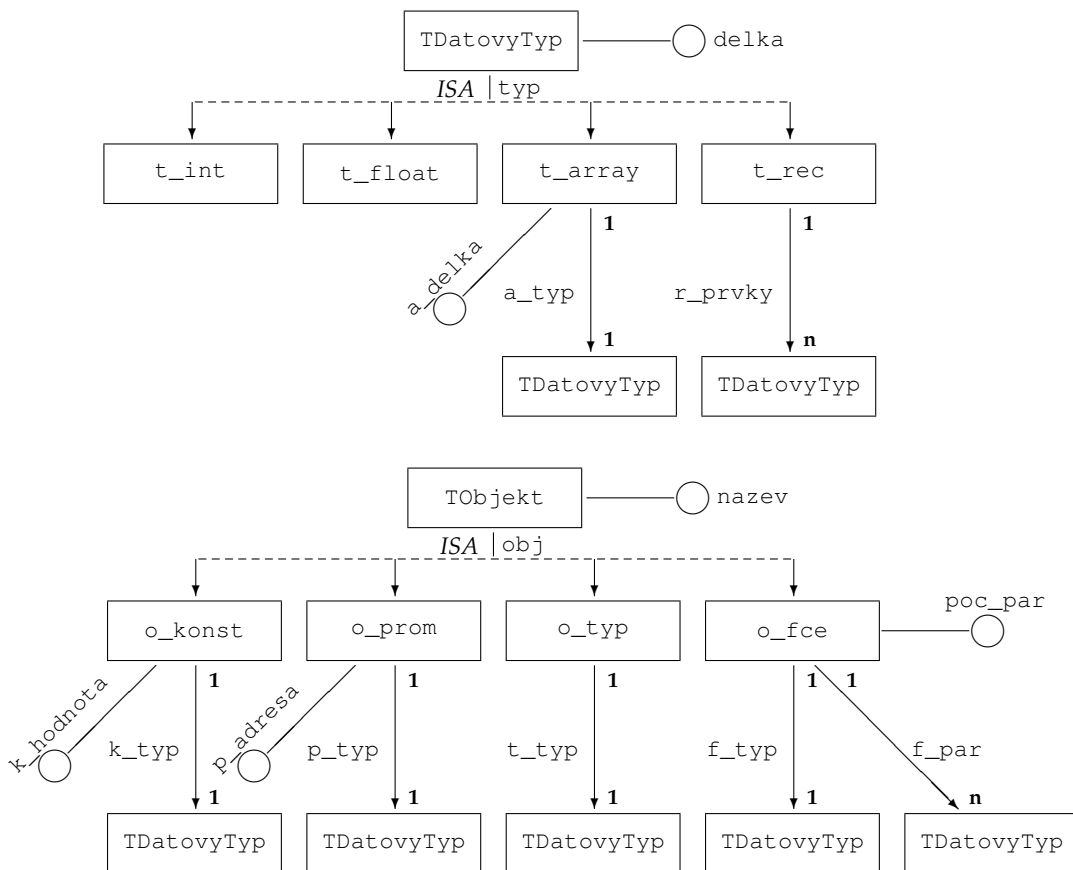 TDatovyTyp delka
ISA typ
t_int t_float t_array t_rec
1 1
a_delka a_typ r_prvky
1 n
TDatovyTyp TDatovyTyp
TObjekt nazev
ISA obj
o_konst o_prom o_typ o_fce poc_par
1 1 1 1 1
k_hodnota k_typ p_adresa p_typ t_typ f_typ f_par
1 1 1 1 n
TDatovyTyp TDatovyTyp TDatovyTyp TDatovyTyp TDatovyTyp